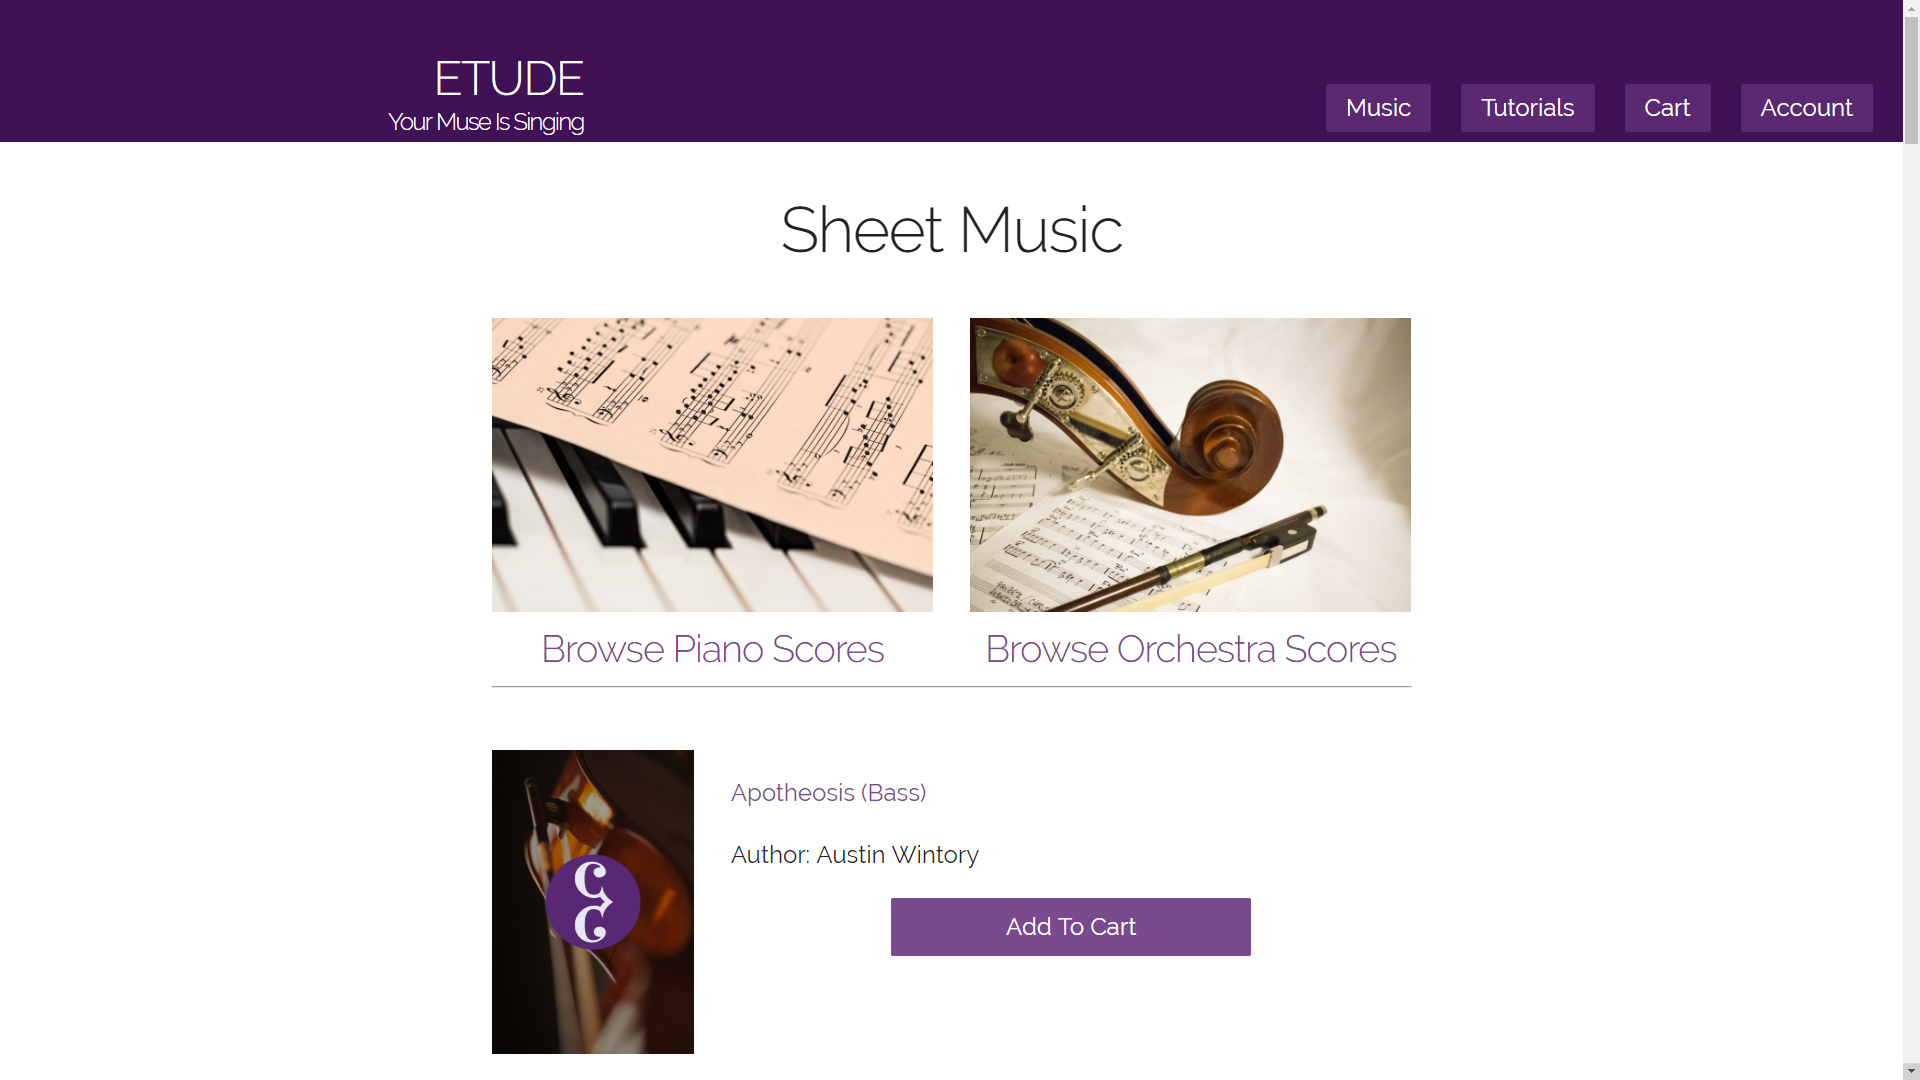 ETUDE
Your Muse Is Singing
Music
Tutorials
Cart
Account
Sheet Music
Browse Piano Scores
Browse Orchestra Scores
Apotheosis (Bass)
Author: Austin Wintory
Add To Cart